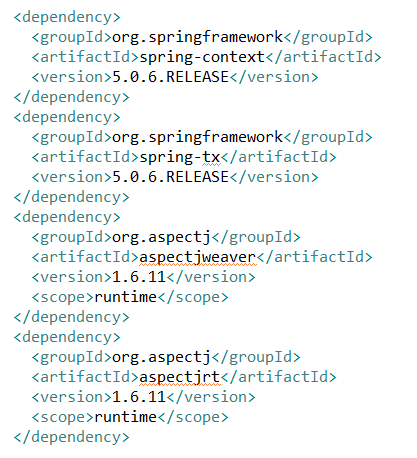 <dependency>
  <groupId>org.springframework</groupId>
  <artifactId>spring-context</artifactId>
  <version>5.0.6.RELEASE</version>
</dependency>
<dependency>
  <groupId>org.springframework</groupId>
  <artifactId>spring-tx</artifactId>
  <version>5.0.6.RELEASE</version>
</dependency>
<dependency>
  <groupId>org.aspectj</groupId>
  <artifactId>aspectjweaver</artifactId>
  <version>1.6.11</version>
  <scope>runtime</scope>
</dependency>
<dependency>
  <groupId>org.aspectj</groupId>
  <artifactId>aspectjrt</artifactId>
  <version>1.6.11</version>
  <scope>runtime</scope>
</dependency>